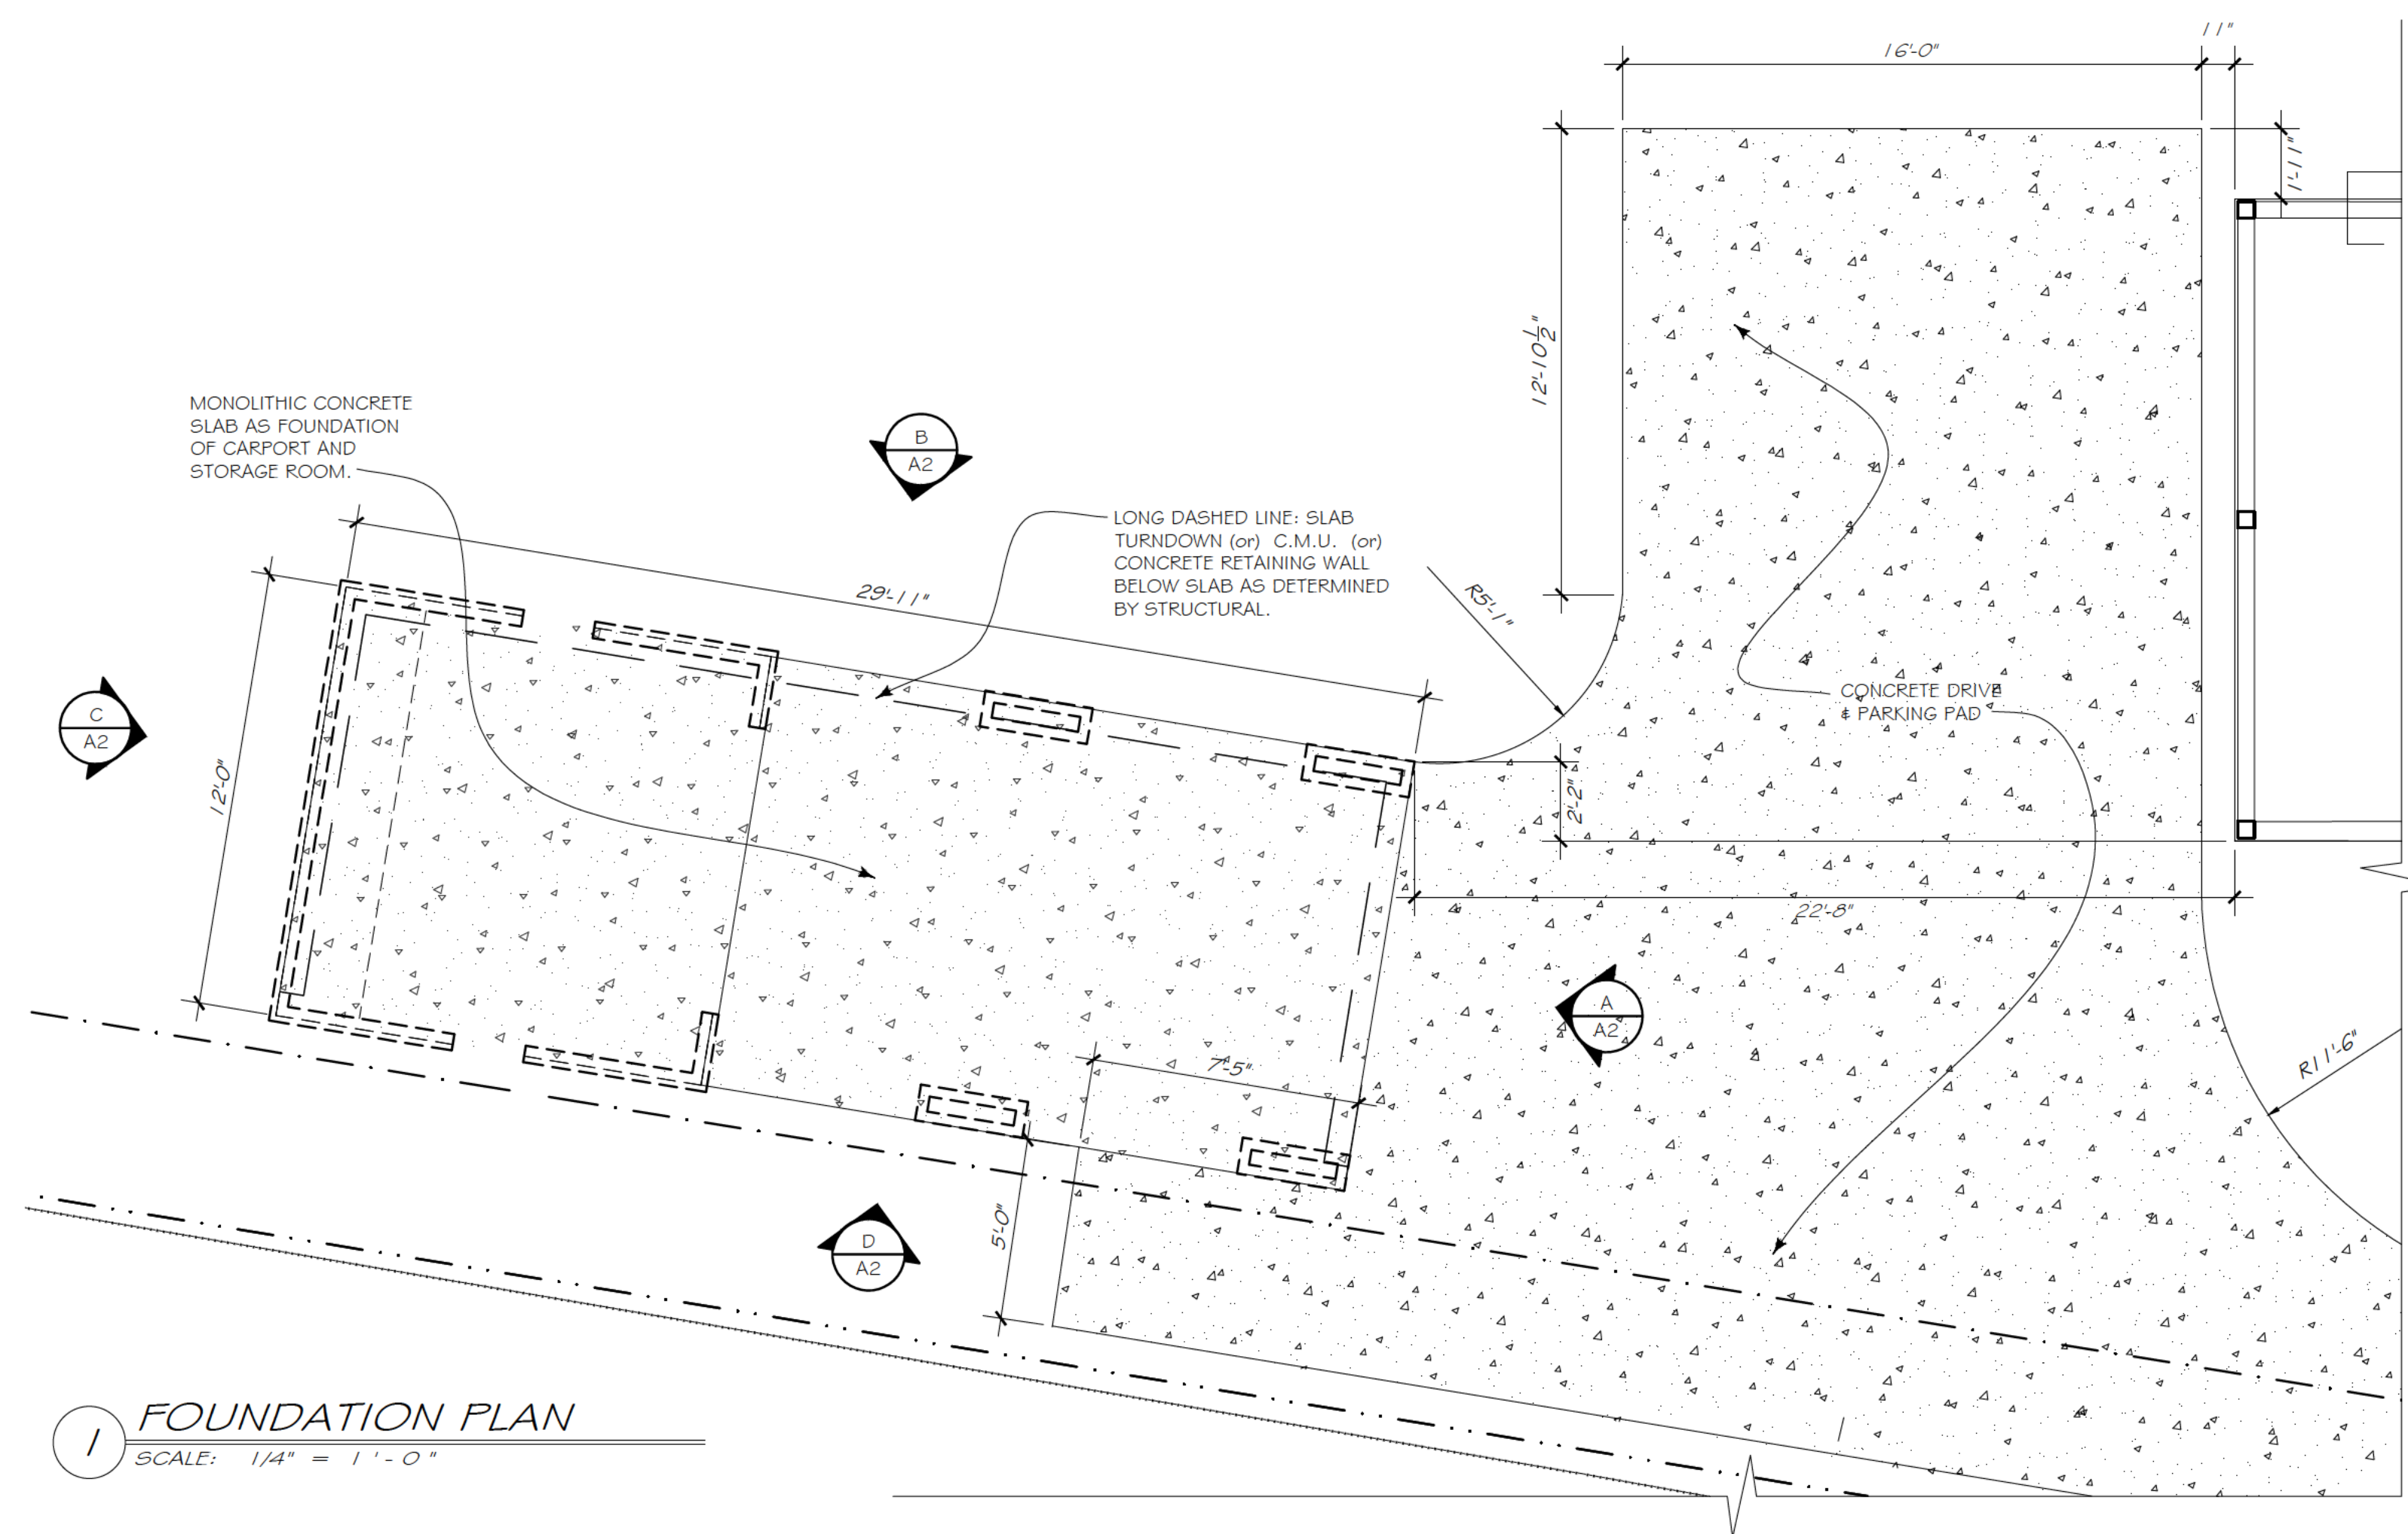 11"
16'-0"
1'-11"
12'-10 1/2"
MONOLITHIC CONCRETE
SLAB AS FOUNDATION
OF CARPORT AND
STORAGE ROOM.
B
A2
LONG DASHED LINE: SLAB
TURNDOWN (or) C.M.U. (or)
CONCRETE RETAINING WALL
BELOW SLAB AS DETERMINED
BY STRUCTURAL.
29'-11"
R5'-1"
CONCRETE DRIVE
& PARKING PAD
C
A2
12'-0"
2'-2"
22'-8"
A
A2
7'-5"
R11'-6"
5'-0"
D
A2
1
FOUNDATION PLAN
SCALE: 1/4" = 1'-0"